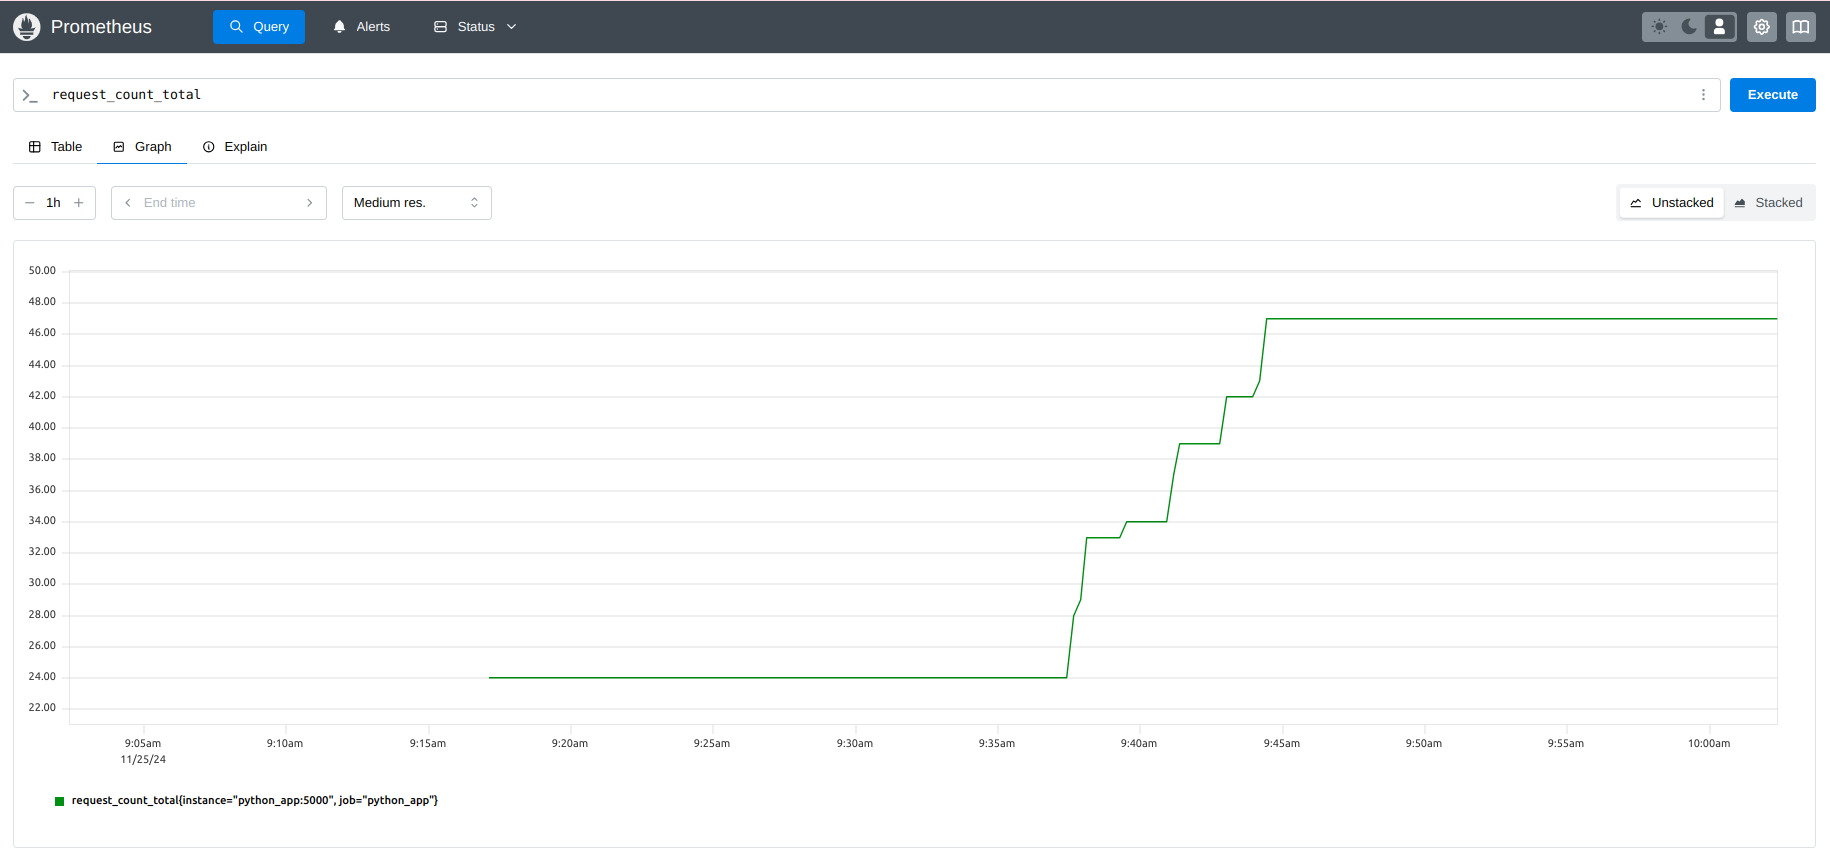 Prometheus Query Alerts Status
request_count_total Execute
Table Graph Explain
1h End time Medium res. Unstacked Stacked
50.00
48.00
46.00
44.00
42.00
40.00
38.00
36.00
34.00
32.00
30.00
28.00
26.00
24.00
22.00
9:05am 9:10am 9:15am 9:20am 9:25am 9:30am 9:35am 9:40am 9:45am 9:50am 9:55am 10:00am
11/25/24
request_count_total{instance="python_app:5000", job="python_app"}